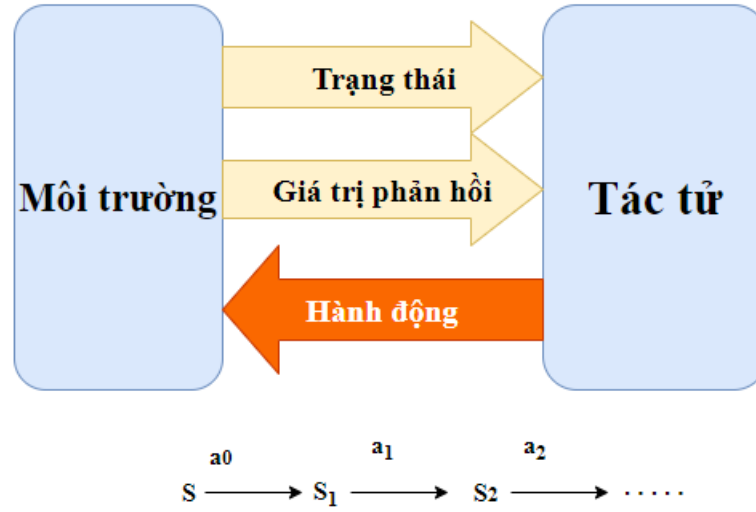 Trạng thái
Môi trường
Giá trị phản hồi
Tác tử
Hành động
a0 a1 a2
S S1 S2 .....